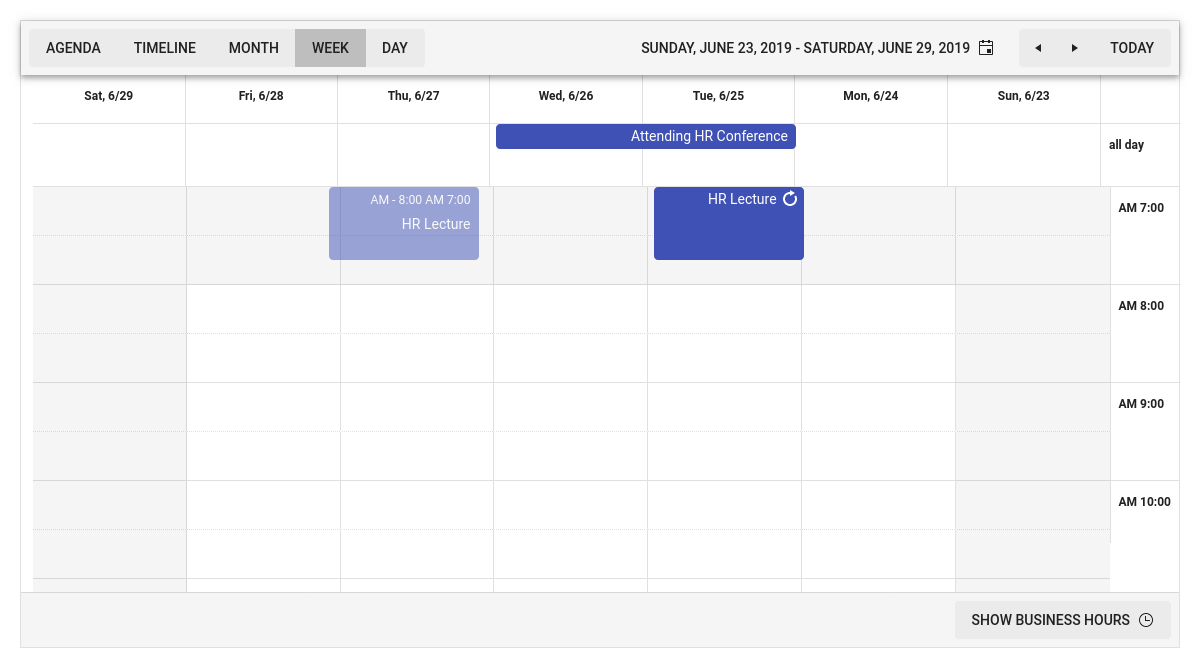 AGENDA TIMELINE MONTH WEEK DAY SUNDAY, JUNE 23, 2019 - SATURDAY, JUNE 29, 2019 TODAY
Sat, 6/29 Fri, 6/28 Thu, 6/27 Wed, 6/26 Tue, 6/25 Mon, 6/24 Sun, 6/23
Attending HR Conference
all day
AM - 8:00 AM 7:00
HR Lecture
HR Lecture
AM 7:00
AM 8:00
AM 9:00
AM 10:00
SHOW BUSINESS HOURS